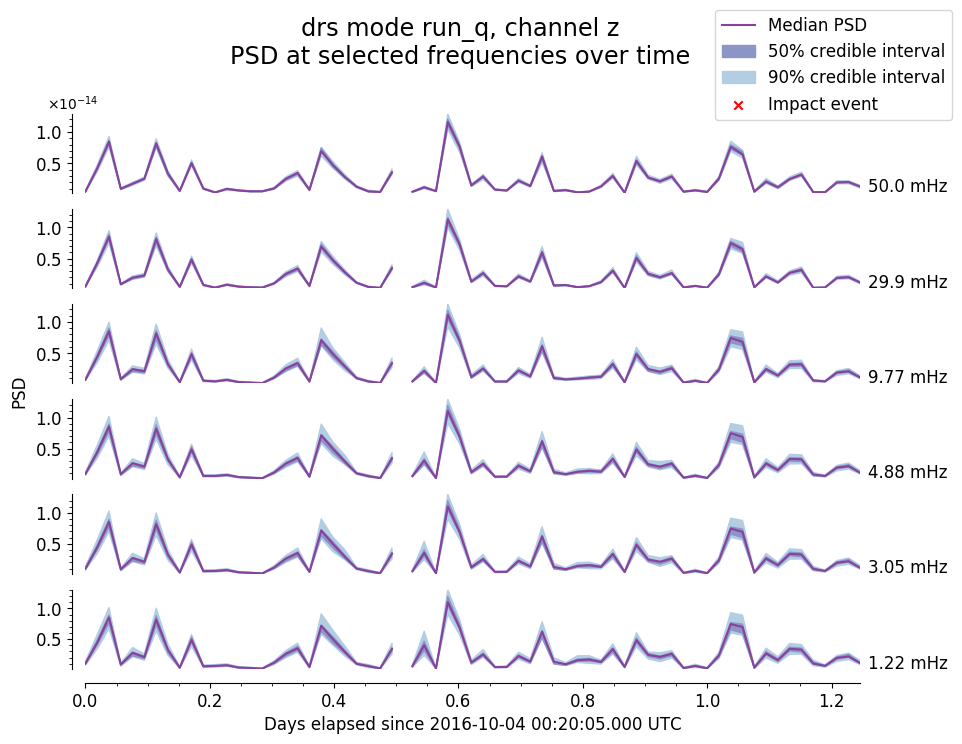 drs mode run_q, channel z
PSD at selected frequencies over time
Median PSD
50% credible interval
90% credible interval
Impact event
×10⁻¹⁴
1.0
0.5
50.0 mHz
1.0
0.5
29.9 mHz
1.0
0.5
9.77 mHz
PSD
1.0
0.5
4.88 mHz
1.0
0.5
3.05 mHz
1.0
0.5
1.22 mHz
0.0 0.2 0.4 0.6 0.8 1.0 1.2
Days elapsed since 2016-10-04 00:20:05.000 UTC